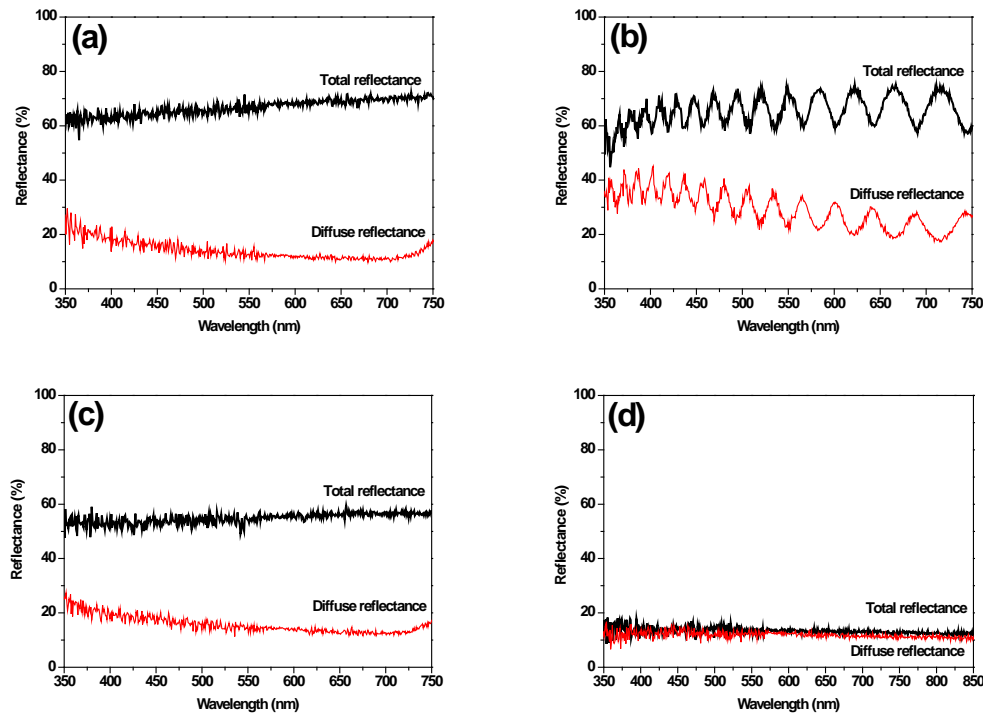 (a)
100
80
60
40
20
0
Reflectance (%)
Total reflectance
Diffuse reflectance
350 400 450 500 550 600 650 700 750
Wavelength (nm)
(b)
100
80
60
40
20
0
Reflectance (%)
Total reflectance
Diffuse reflectance
350 400 450 500 550 600 650 700 750
Wavelength (nm)
(c)
100
80
60
40
20
0
Reflectance (%)
Total reflectance
Diffuse reflectance
350 400 450 500 550 600 650 700 750
Wavelength (nm)
(d)
100
80
60
40
20
0
Reflectance (%)
Total reflectance
Diffuse reflectance
350 400 450 500 550 600 650 700 750 800 850
Wavelength (nm)